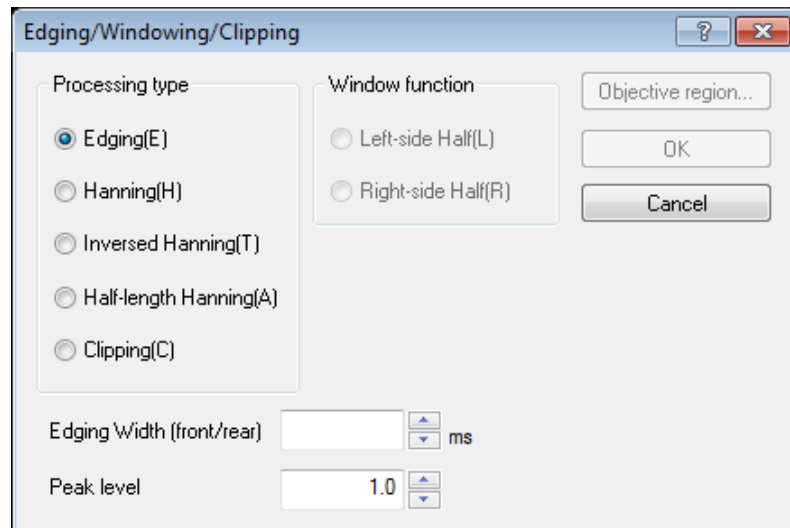 Edging/Windowing/Clipping
Processing type
Edging(E)
Hanning(H)
Inversed Hanning(T)
Half-length Hanning(A)
Clipping(C)
Window function
Left-side Half(L)
Right-side Half(R)
Objective region...
OK
Cancel
Edging Width (front/rear)
ms
Peak level
1.0